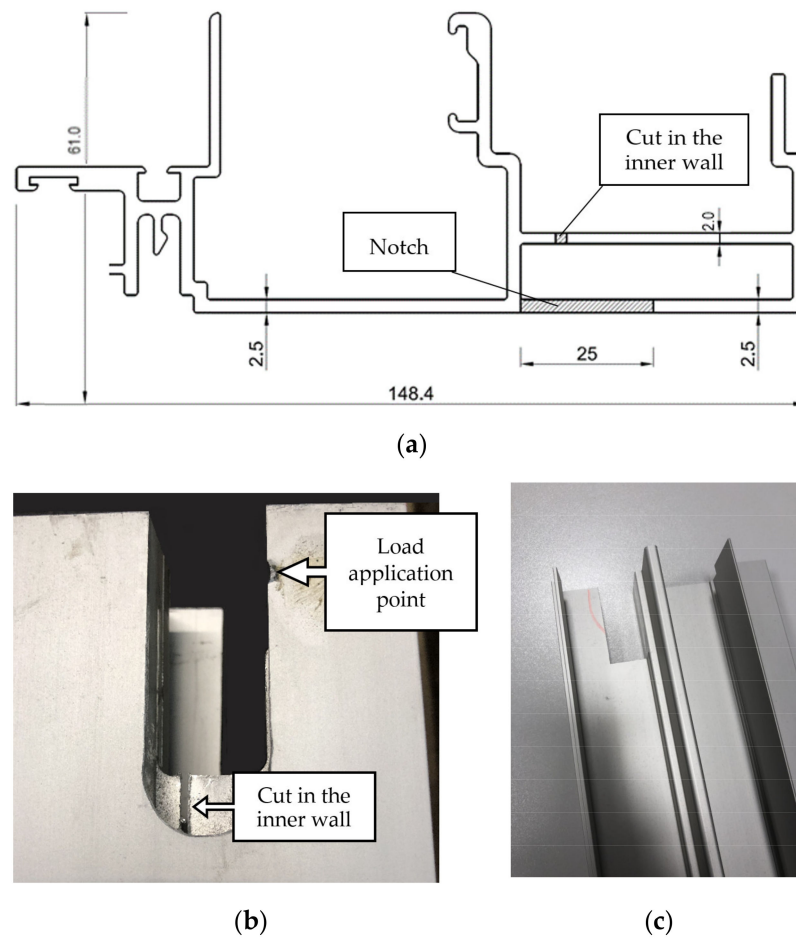 61.0
Cut in the
inner wall
2.0
Notch
2.5
25
2.5
148.4
(a)
Load
application
point
Cut in the
inner wall
(b)
(c)